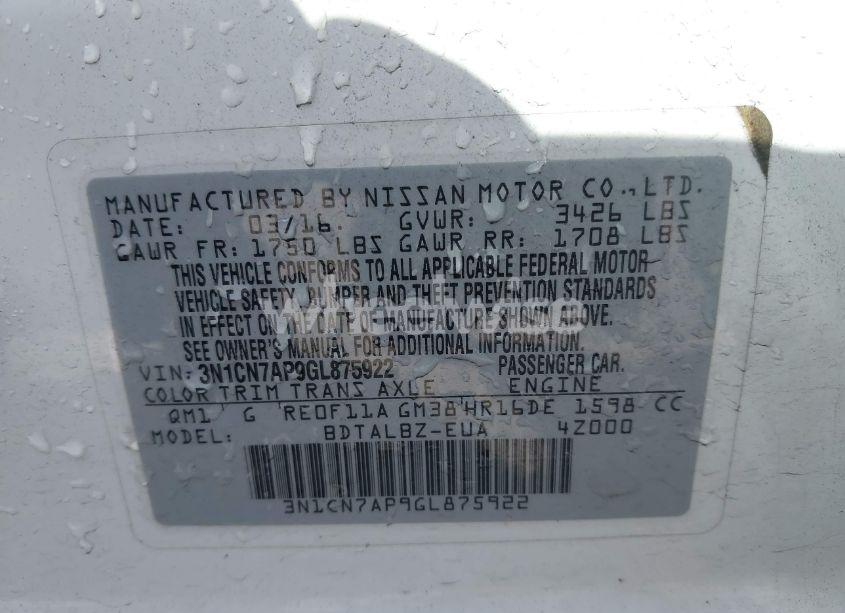 MANUFACTURED BY NISSAN MOTOR CO., LTD.
DATE: 03/16. GVWR: 3426 LBS
GAWR FR: 1750 LBS GAWR RR: 1708 LBS
THIS VEHICLE CONFORMS TO ALL APPLICABLE FEDERAL MOTOR
VEHICLE SAFETY, BUMPER AND THEFT PREVENTION STANDARDS
IN EFFECT ON THE DATE OF MANUFACTURE SHOWN ABOVE.
SEE OWNER'S MANUAL FOR ADDITIONAL INFORMATION.
VIN: 3N1CN7AP9GL875922 PASSENGER CAR.
COLOR TRIM TRANS AXLE ENGINE
QM1 G RE0F11A GM38 HR16DE 1598 CC
MODEL: BDTALBZ-EUA 4Z000
3N1CN7AP9GL875922